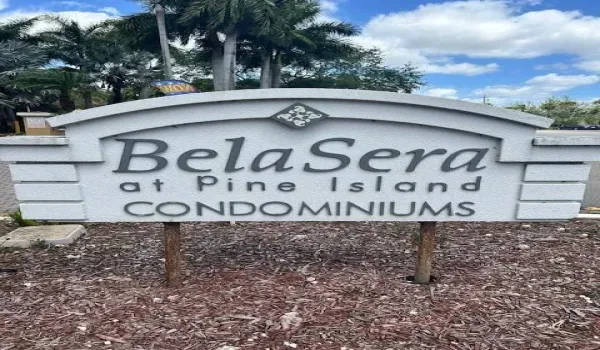 BelaSera
at Pine Island
CONDOMINIUMS